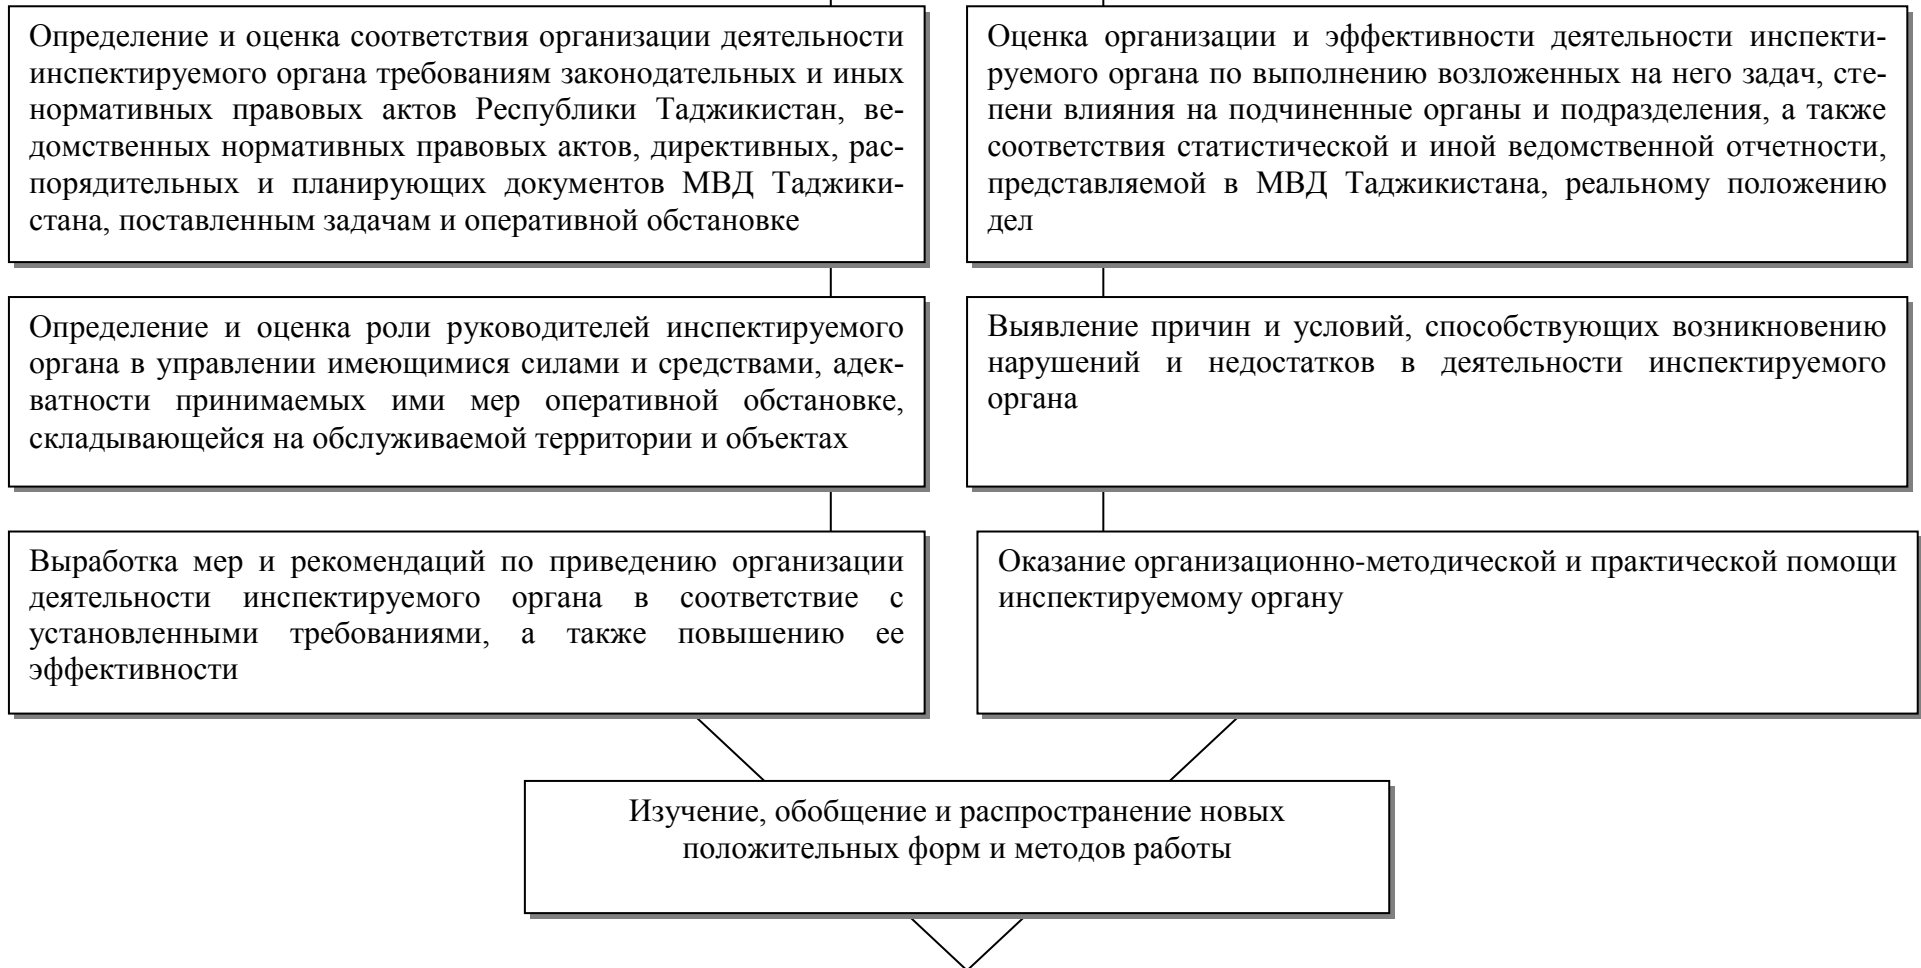 Определение и оценка соответствия организации деятельности
инспектируемого органа требованиям законодательных и иных
нормативных правовых актов Республики Таджикистан, ве-
домственных нормативных правовых актов, директивных, рас-
порядительных и планирующих документов МВД Таджики-
стана, поставленным задачам и оперативной обстановке
Оценка организации и эффективности деятельности инспекти-
руемого органа по выполнению возложенных на него задач, сте-
пени влияния на подчиненные органы и подразделения, а также
соответствия статистической и иной ведомственной отчетности,
представляемой в МВД Таджикистана, реальному положению
дел
Определение и оценка роли руководителей инспектируемого
органа в управлении имеющимися силами и средствами, адек-
ватности принимаемых ими мер оперативной обстановке,
складывающейся на обслуживаемой территории и объектах
Выявление причин и условий, способствующих возникновению
нарушений и недостатков в деятельности инспектируемого
органа
Выработка мер и рекомендаций по приведению организации
деятельности инспектируемого органа в соответствие с
установленными требованиями, а также повышению ее
эффективности
Оказание организационно-методической и практической помощи
инспектируемому органу
Изучение, обобщение и распространение новых
положительных форм и методов работы